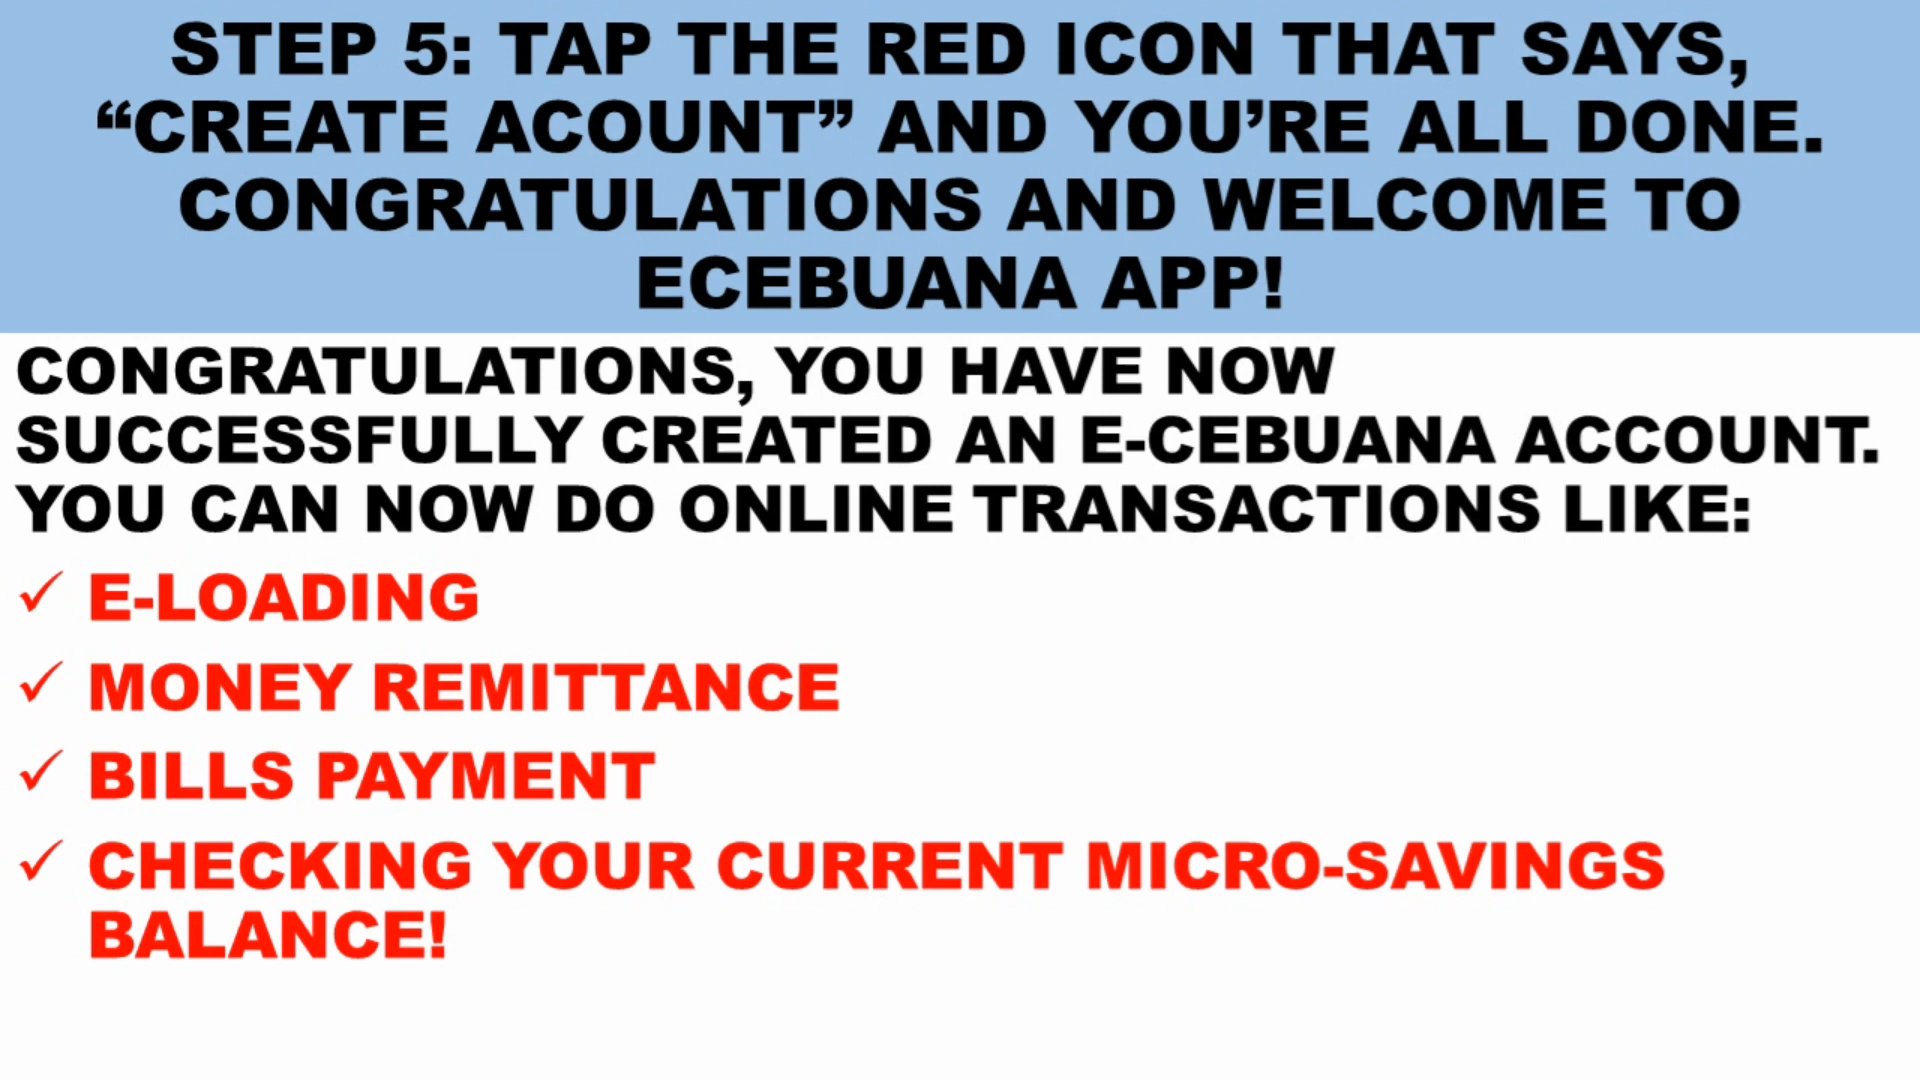 STEP 5: TAP THE RED ICON THAT SAYS,
“CREATE ACOUNT” AND YOU’RE ALL DONE.
CONGRATULATIONS AND WELCOME TO
ECEBUANA APP!
CONGRATULATIONS, YOU HAVE NOW
SUCCESSFULLY CREATED AN E-CEBUANA ACCOUNT.
YOU CAN NOW DO ONLINE TRANSACTIONS LIKE:
✓ E-LOADING
✓ MONEY REMITTANCE
✓ BILLS PAYMENT
✓ CHECKING YOUR CURRENT MICRO-SAVINGS
BALANCE!